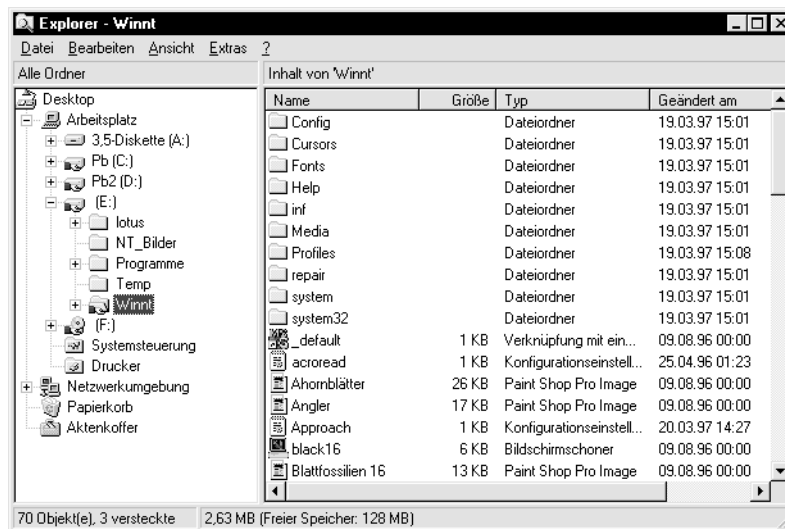 Explorer - Winnt
Datei Bearbeiten Ansicht Extras ?
Alle Ordner
Inhalt von 'Winnt'
Desktop
Arbeitsplatz
3,5-Diskette (A:)
Pb (C:)
Pb2 (D:)
(E:)
lotus
NT_Bilder
Programme
Temp
Winnt
(F:)
Systemsteuerung
Drucker
Netzwerkumgebung
Papierkorb
Aktenkoffer
Name Größe Typ Geändert am
Config Dateiordner 19.03.97 15:01
Cursors Dateiordner 19.03.97 15:01
Fonts Dateiordner 19.03.97 15:01
Help Dateiordner 19.03.97 15:01
inf Dateiordner 19.03.97 15:01
Media Dateiordner 19.03.97 15:01
Profiles Dateiordner 19.03.97 15:08
repair Dateiordner 19.03.97 15:01
system Dateiordner 19.03.97 15:01
system32 Dateiordner 19.03.97 15:01
_default 1 KB Verknüpfung mit ein... 09.08.96 00:00
acroread 1 KB Konfigurationseinstell... 25.04.96 01:23
Ahornblätter 26 KB Paint Shop Pro Image 09.08.96 00:00
Angler 17 KB Paint Shop Pro Image 09.08.96 00:00
Approach 1 KB Konfigurationseinstell... 20.03.97 14:27
black16 6 KB Bildschirmschoner 09.08.96 00:00
Blattfossilien 16 13 KB Paint Shop Pro Image 09.08.96 00:00
70 Objekt(e), 3 versteckte 2,63 MB (Freier Speicher: 128 MB)